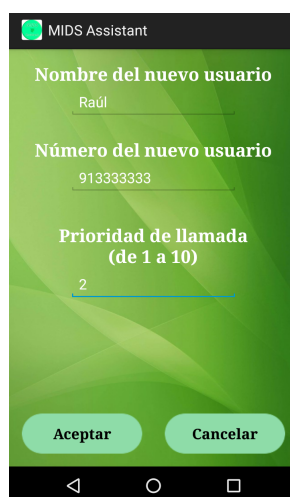 MIDS Assistant
Nombre del nuevo usuario
Raúl
Número del nuevo usuario
913333333
Prioridad de llamada
(de 1 a 10)
2
Aceptar
Cancelar